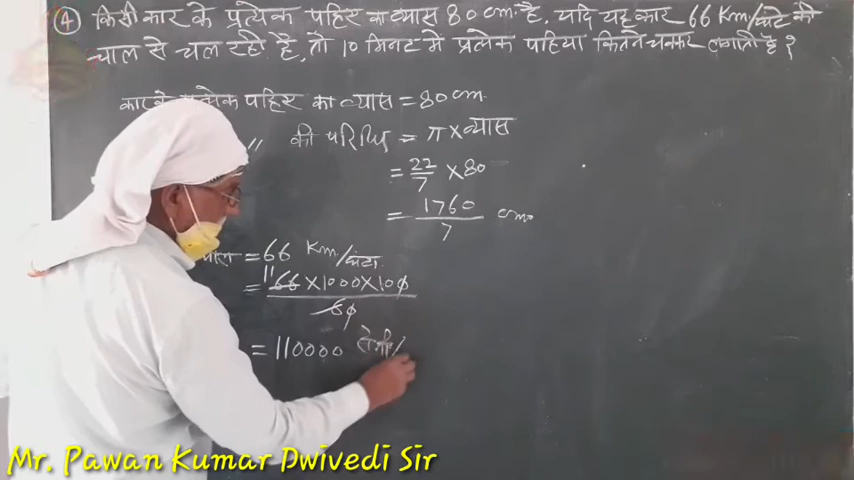 ④ किसी कार के प्रत्येक पहिए का व्यास 80 cm. है, यदि यह कार 66 Km/घंटे की
चाल से चल रही है, तो 10 मिनट में प्रत्येक पहिया कितने चक्कर लगाती है ?
कार के प्रत्येक पहिए का व्यास = 80 cm.
" की परिधि = π × व्यास
= 22/7 × 80
= 1760/7 cm.
चाल = 66 Km/घंटा
= 11 66 × 1000 × 100 / 60
= 110000 सेमी/
Mr. Pawan Kumar Dwivedi Sir